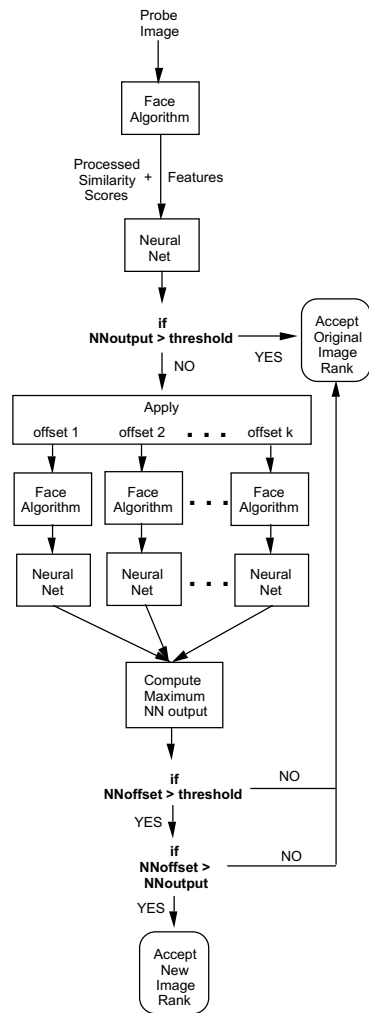 Probe
Image
Face
Algorithm
Processed
Similarity
Scores
+
Features
Neural
Net
if
NNoutput > threshold
YES
NO
Accept
Original
Image
Rank
Apply
offset 1 offset 2 . . . offset k
Face
Algorithm
Face
Algorithm
. . .
Face
Algorithm
Neural
Net
Neural
Net
. . .
Neural
Net
Compute
Maximum
NN output
if
NNoffset > threshold
NO
YES
if
NNoffset >
NNoutput
NO
YES
Accept
New
Image
Rank